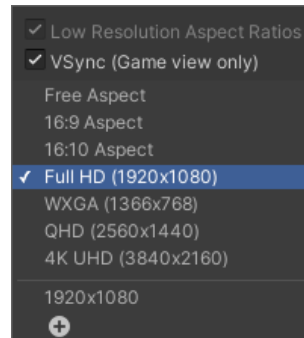 Low Resolution Aspect Ratios
VSync (Game view only)
Free Aspect
16:9 Aspect
16:10 Aspect
Full HD (1920x1080)
WXGA (1366x768)
QHD (2560x1440)
4K UHD (3840x2160)
1920x1080